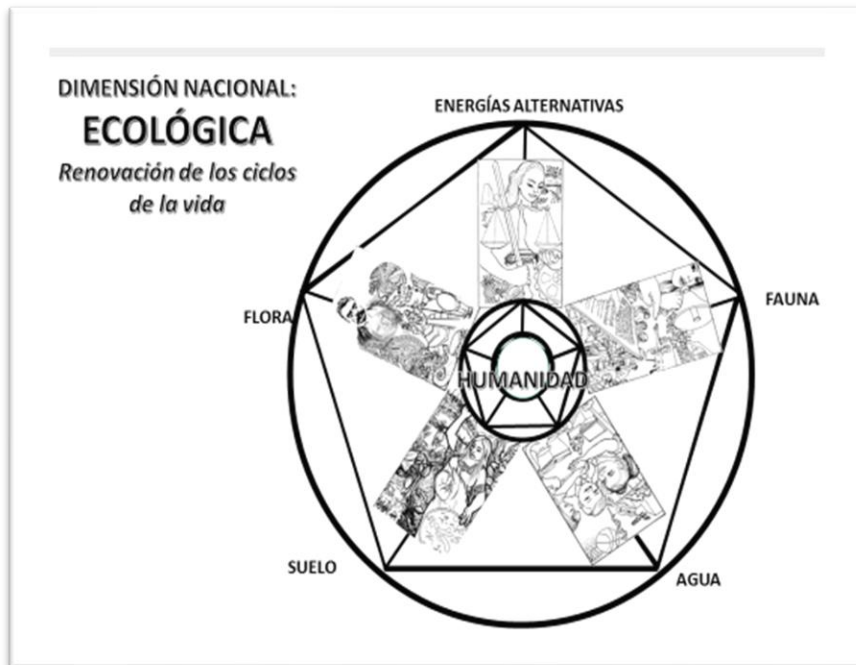 DIMENSIÓN NACIONAL:
ECOLÓGICA
Renovación de los ciclos
de la vida
ENERGÍAS ALTERNATIVAS
FLORA
FAUNA
HUMANIDAD
SUELO
AGUA